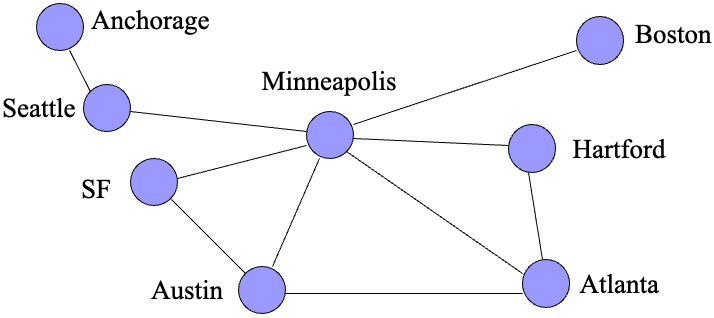 Anchorage
Boston
Minneapolis
Seattle
Hartford
SF
Austin
Atlanta